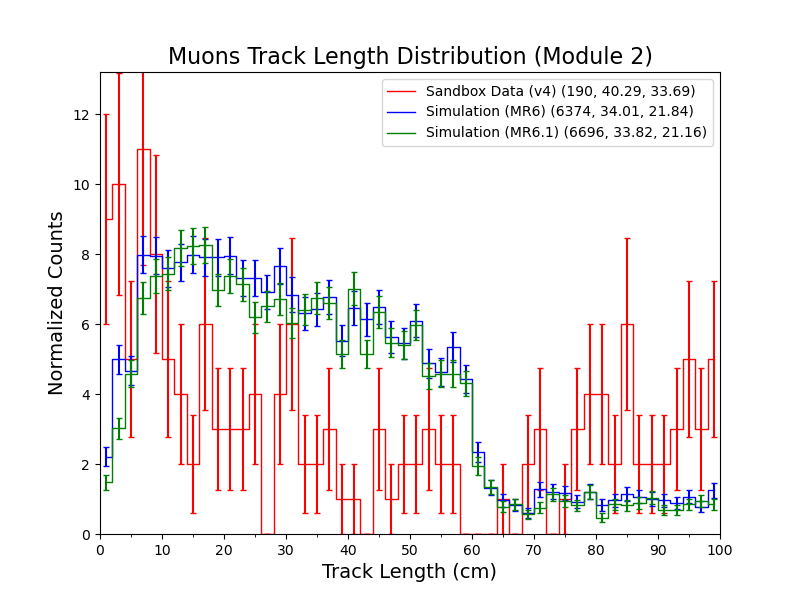 Muons Track Length Distribution (Module 2)
Sandbox Data (v4) (190, 40.29, 33.69)
Simulation (MR6) (6374, 34.01, 21.84)
Simulation (MR6.1) (6696, 33.82, 21.16)
Normalized Counts
12
10
8
6
4
2
0
0 10 20 30 40 50 60 70 80 90 100
Track Length (cm)